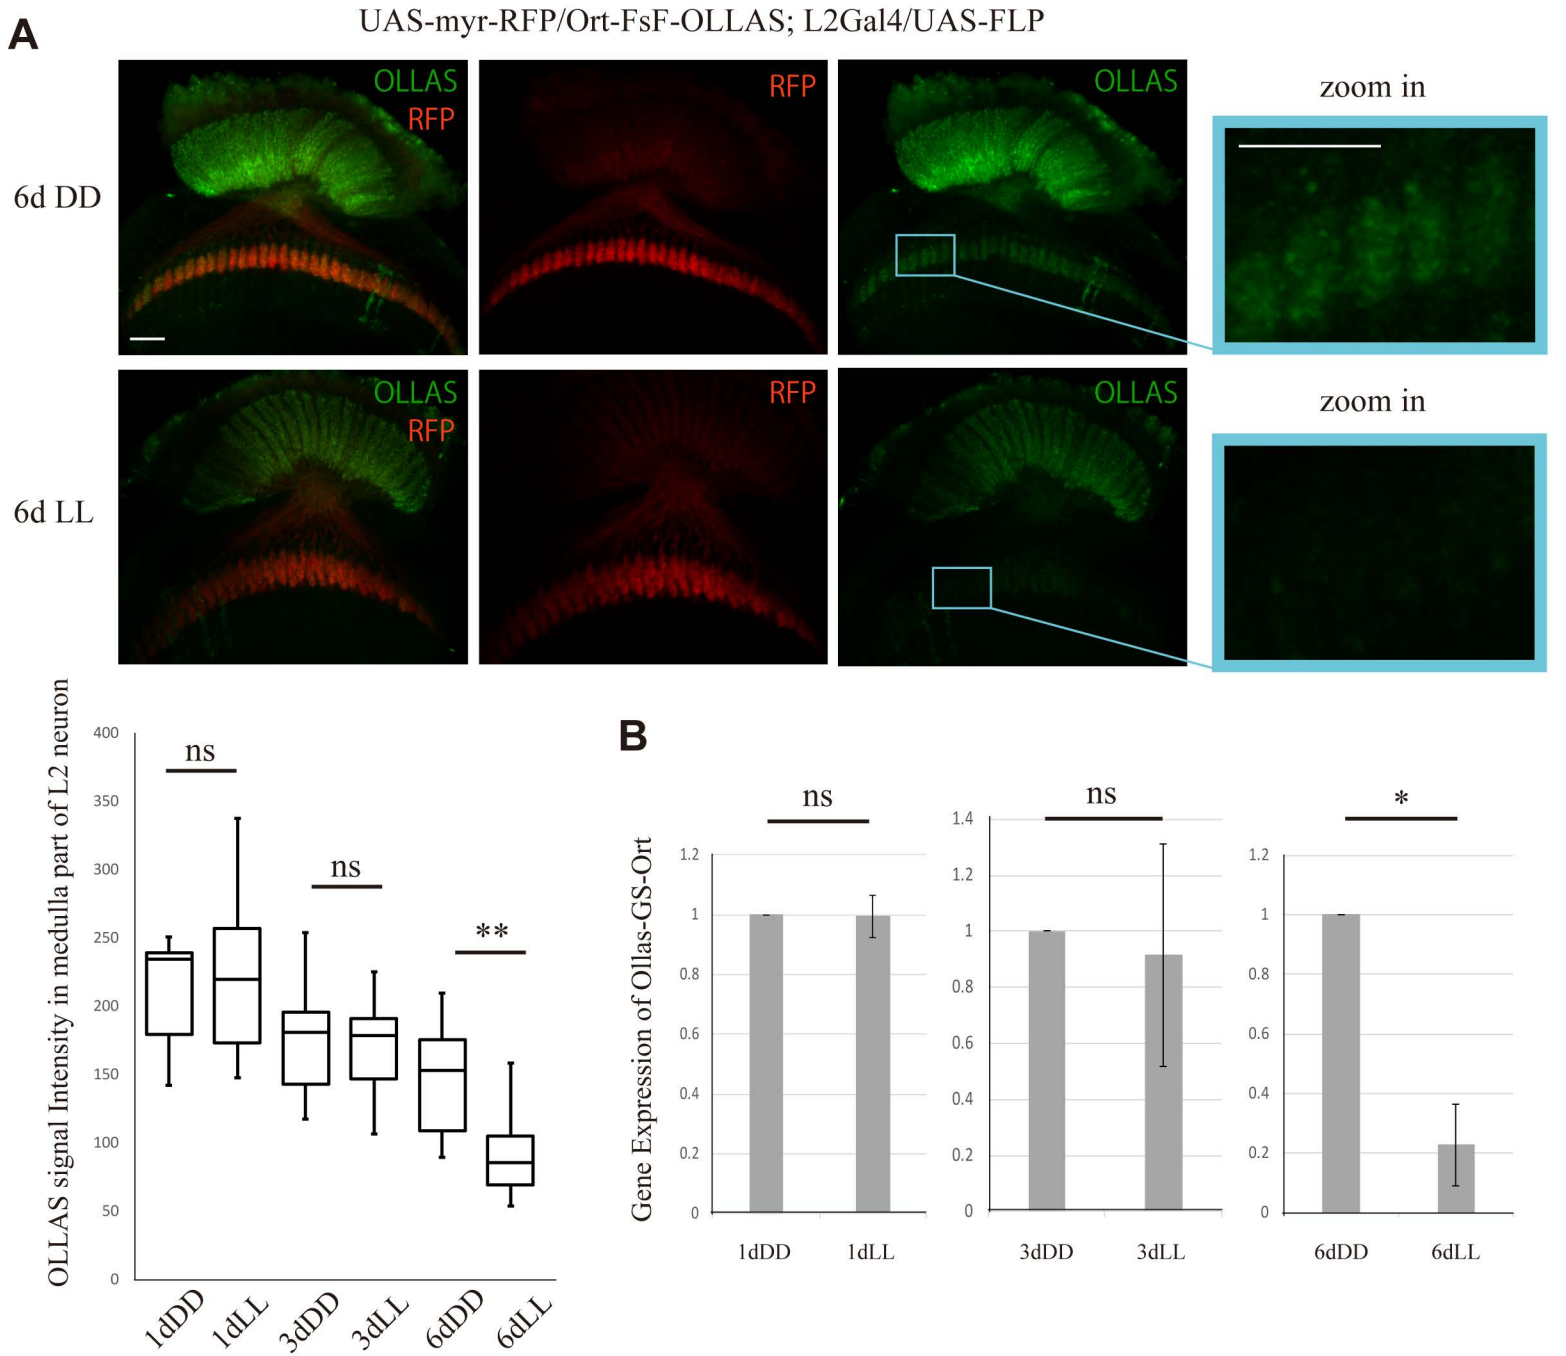 A
UAS-myr-RFP/Ort-FsF-OLLAS; L2Gal4/UAS-FLP
6d DD
OLLAS
RFP
RFP
OLLAS
zoom in
6d LL
OLLAS
RFP
RFP
OLLAS
zoom in
OLLAS signal Intensity in medulla part of L2 neuron
400
350
300
250
200
150
100
50
0
ns
ns
**
1dDD
1dLL
3dDD
3dLL
6dDD
6dLL
B
Gene Expression of Ollas-GS-Ort
ns
1.2
1
0.8
0.6
0.4
0.2
0
1dDD
1dLL
ns
1.4
1.2
1
0.8
0.6
0.4
0.2
0
3dDD
3dLL
*
1.2
1
0.8
0.6
0.4
0.2
0
6dDD
6dLL